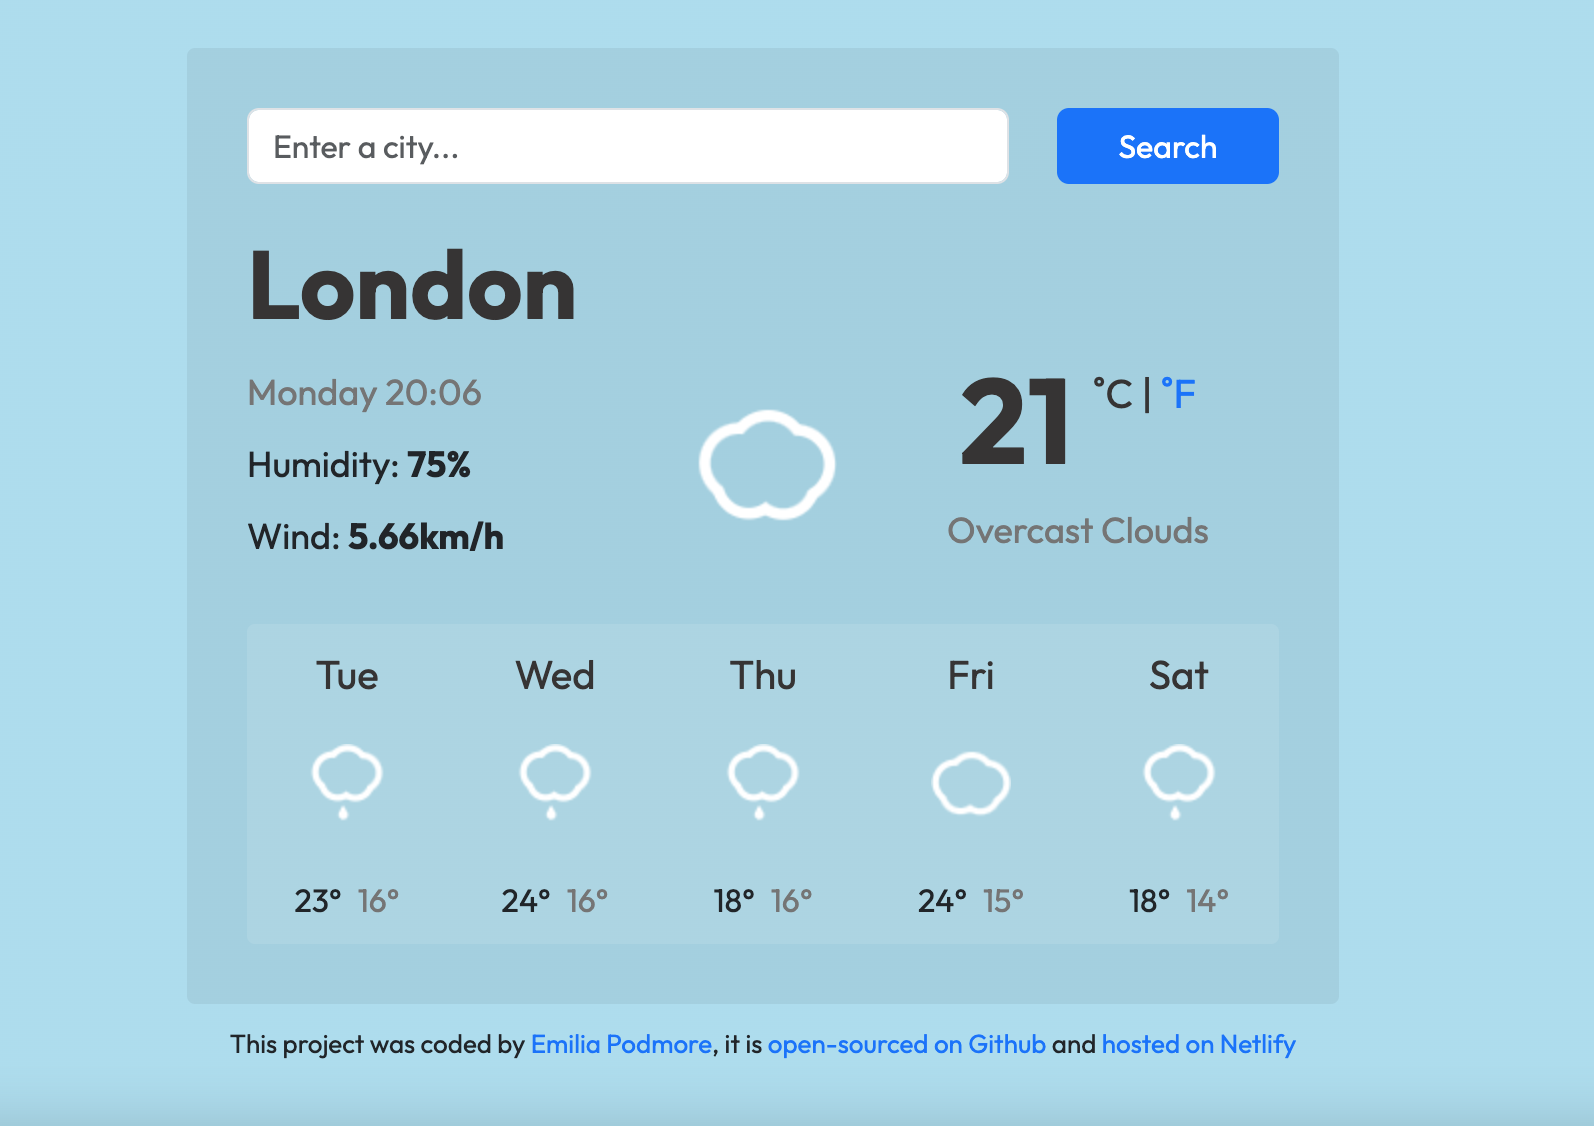 Enter a city...
Search
London
Monday 20:06
Humidity: 75%
Wind: 5.66km/h
21 °C | °F
Overcast Clouds
Tue Wed Thu Fri Sat
23° 16° 24° 16° 18° 16° 24° 15° 18° 14°
This project was coded by Emilia Podmore, it is open-sourced on Github and hosted on Netlify